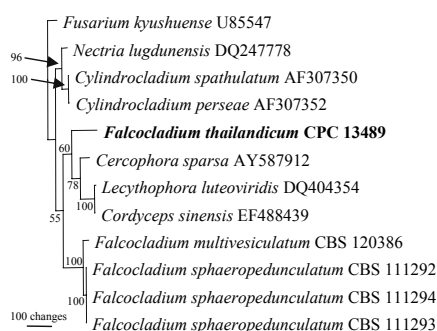 Fusarium kyushuense U85547
96
Nectria lugdunensis DQ247778
100
Cylindrocladium spathulatum AF307350
Cylindrocladium perseae AF307352
Falcocladium thailandicum CPC 13489
60
Cercophora sparsa AY587912
78
Lecythophora luteoviridis DQ404354
100
Cordyceps sinensis EF488439
55
Falcocladium multivesiculatum CBS 120386
100
Falcocladium sphaeropedunculatum CBS 111292
100
Falcocladium sphaeropedunculatum CBS 111294
100 changes
Falcocladium sphaeropedunculatum CBS 111293